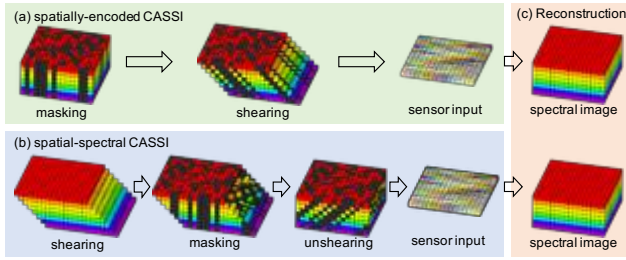 (a) spatially-encoded CASSI
(c) Reconstruction
masking
shearing
sensor input
spectral image
(b) spatial-spectral CASSI
shearing
masking
unshearing
sensor input
spectral image